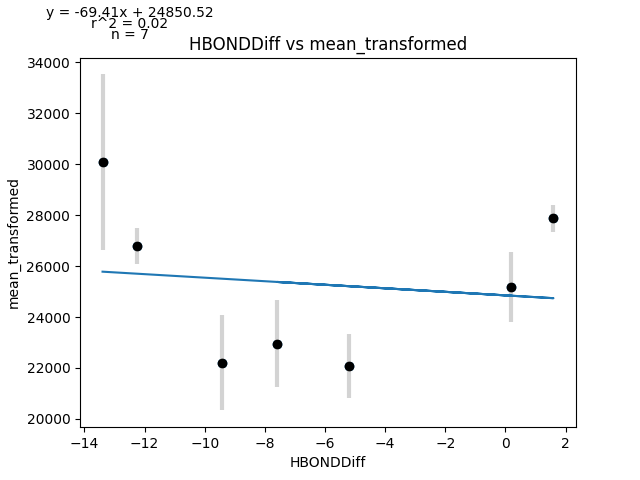 y = -69.41x + 24850.52
r^2 = 0.02
n = 7
HBONDDiff vs mean_transformed
34000
32000
30000
28000
26000
24000
22000
20000
mean_transformed
−14
−12
−10
−8
−6
−4
−2
0
2
HBONDDiff